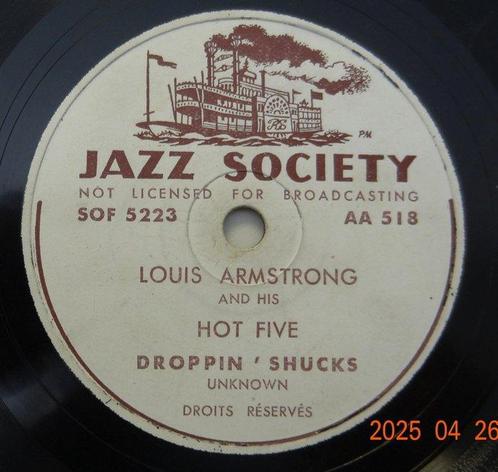 PM
JAZZ SOCIETY
NOT LICENSED FOR BROADCASTING
SOF 5223 AA 518
LOUIS ARMSTRONG
AND HIS
HOT FIVE
DROPPIN' SHUCKS
UNKNOWN
DROITS RÉSERVÉS
2025 04 26